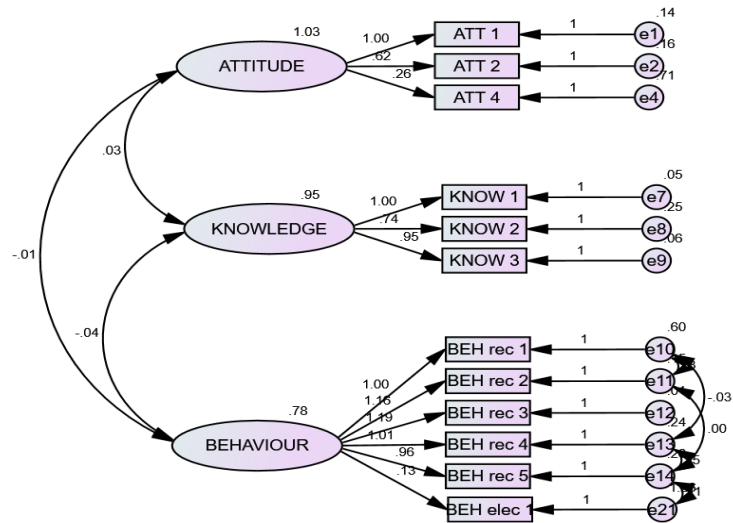 .14
1.03
1.00
ATT 1
1
e1
.62
ATT 2
1
e2
.16
ATTITUDE
.26
ATT 4
1
e4
.71
.03
.05
.95
1.00
KNOW 1
1
e7
.25
KNOWLEDGE
.74
KNOW 2
1
e8
.06
.95
KNOW 3
1
e9
-.01
-.04
.60
BEH rec 1
1
e10
1.00
BEH rec 2
1
e11
1.16
-.03
1.19
BEH rec 3
1
e12
.78
.24
.00
1.01
BEH rec 4
1
e13
BEHAVIOUR
.96
BEH rec 5
1
e14
.13
BEH elec 1
1
e21